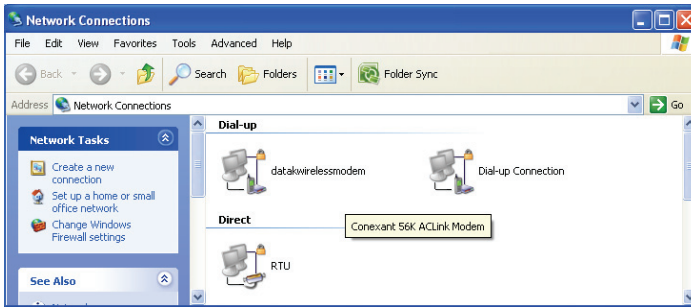 Network Connections
File Edit View Favorites Tools Advanced Help
Back Search Folders Folder Sync
Address Network Connections Go
Network Tasks
Create a new
connection
Set up a home or small
office network
Change Windows
Firewall settings
See Also
Dial-up
datakwirelessmodem Dial-up Connection
Conexant 56K ACLink Modem
Direct
RTU